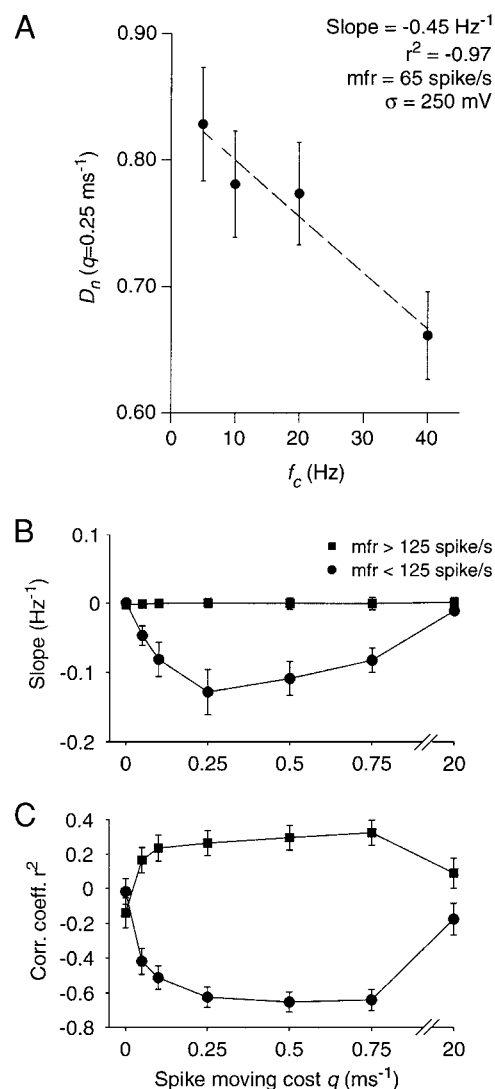 A
Slope = -0.45 Hz⁻¹
r² = -0.97
mfr = 65 spike/s
σ = 250 mV
0.90
0.80
0.70
0.60
Dₙ (q=0.25 ms⁻¹)
0 10 20 30 40
f_c (Hz)
B
mfr > 125 spike/s
mfr < 125 spike/s
0.1
0
-0.1
-0.2
Slope (Hz⁻¹)
0 0.25 0.5 0.75 20
C
0.4
0.2
0
-0.2
-0.4
-0.6
-0.8
Corr. coeff. r²
0 0.25 0.5 0.75 20
Spike moving cost q (ms⁻¹)